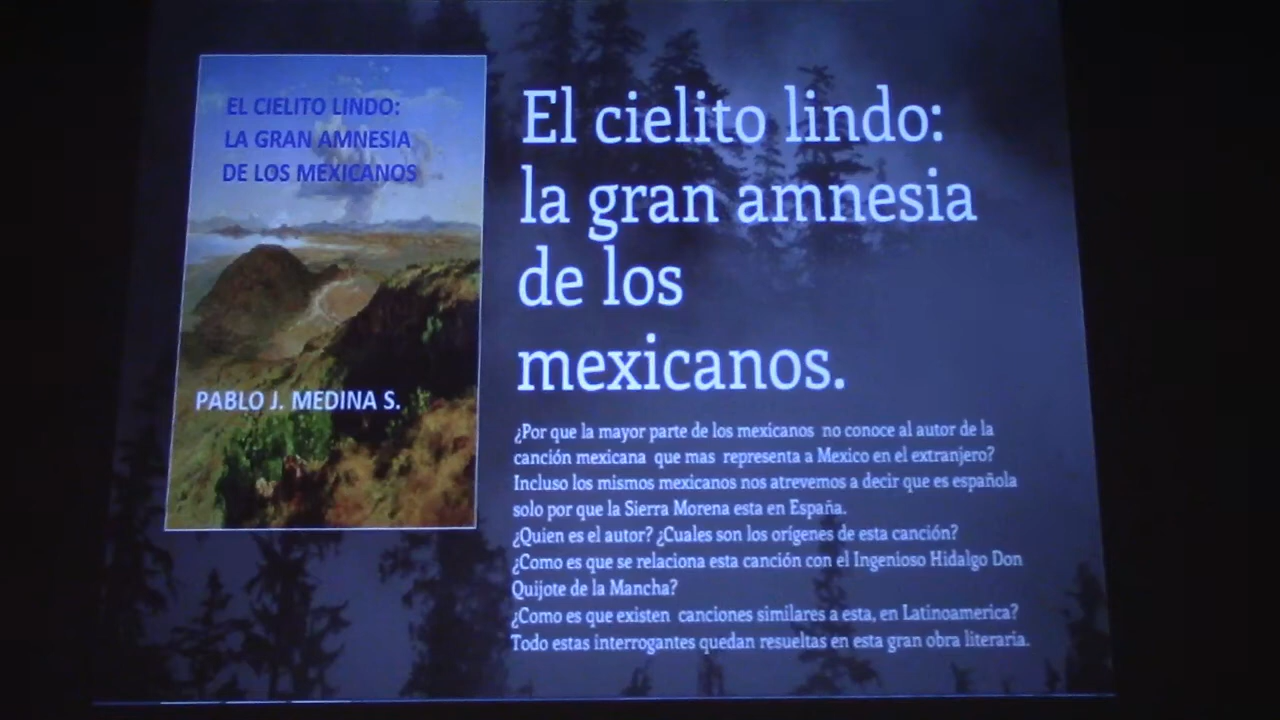 EL CIELITO LINDO:
LA GRAN AMNESIA
DE LOS MEXICANOS
PABLO J. MEDINA S.
El cielito lindo:
la gran amnesia
de los
mexicanos.
¿Por que la mayor parte de los mexicanos no conoce al autor de la
canción mexicana que mas representa a Mexico en el extranjero?
Incluso los mismos mexicanos nos atrevemos a decir que es española
solo por que la Sierra Morena esta en España.
¿Quien es el autor? ¿Cuales son los orígenes de esta canción?
¿Como es que se relaciona esta canción con el Ingenioso Hidalgo Don
Quijote de la Mancha?
¿Como es que existen canciones similares a esta, en Latinoamerica?
Todo estas interrogantes quedan resueltas en esta gran obra literaria.